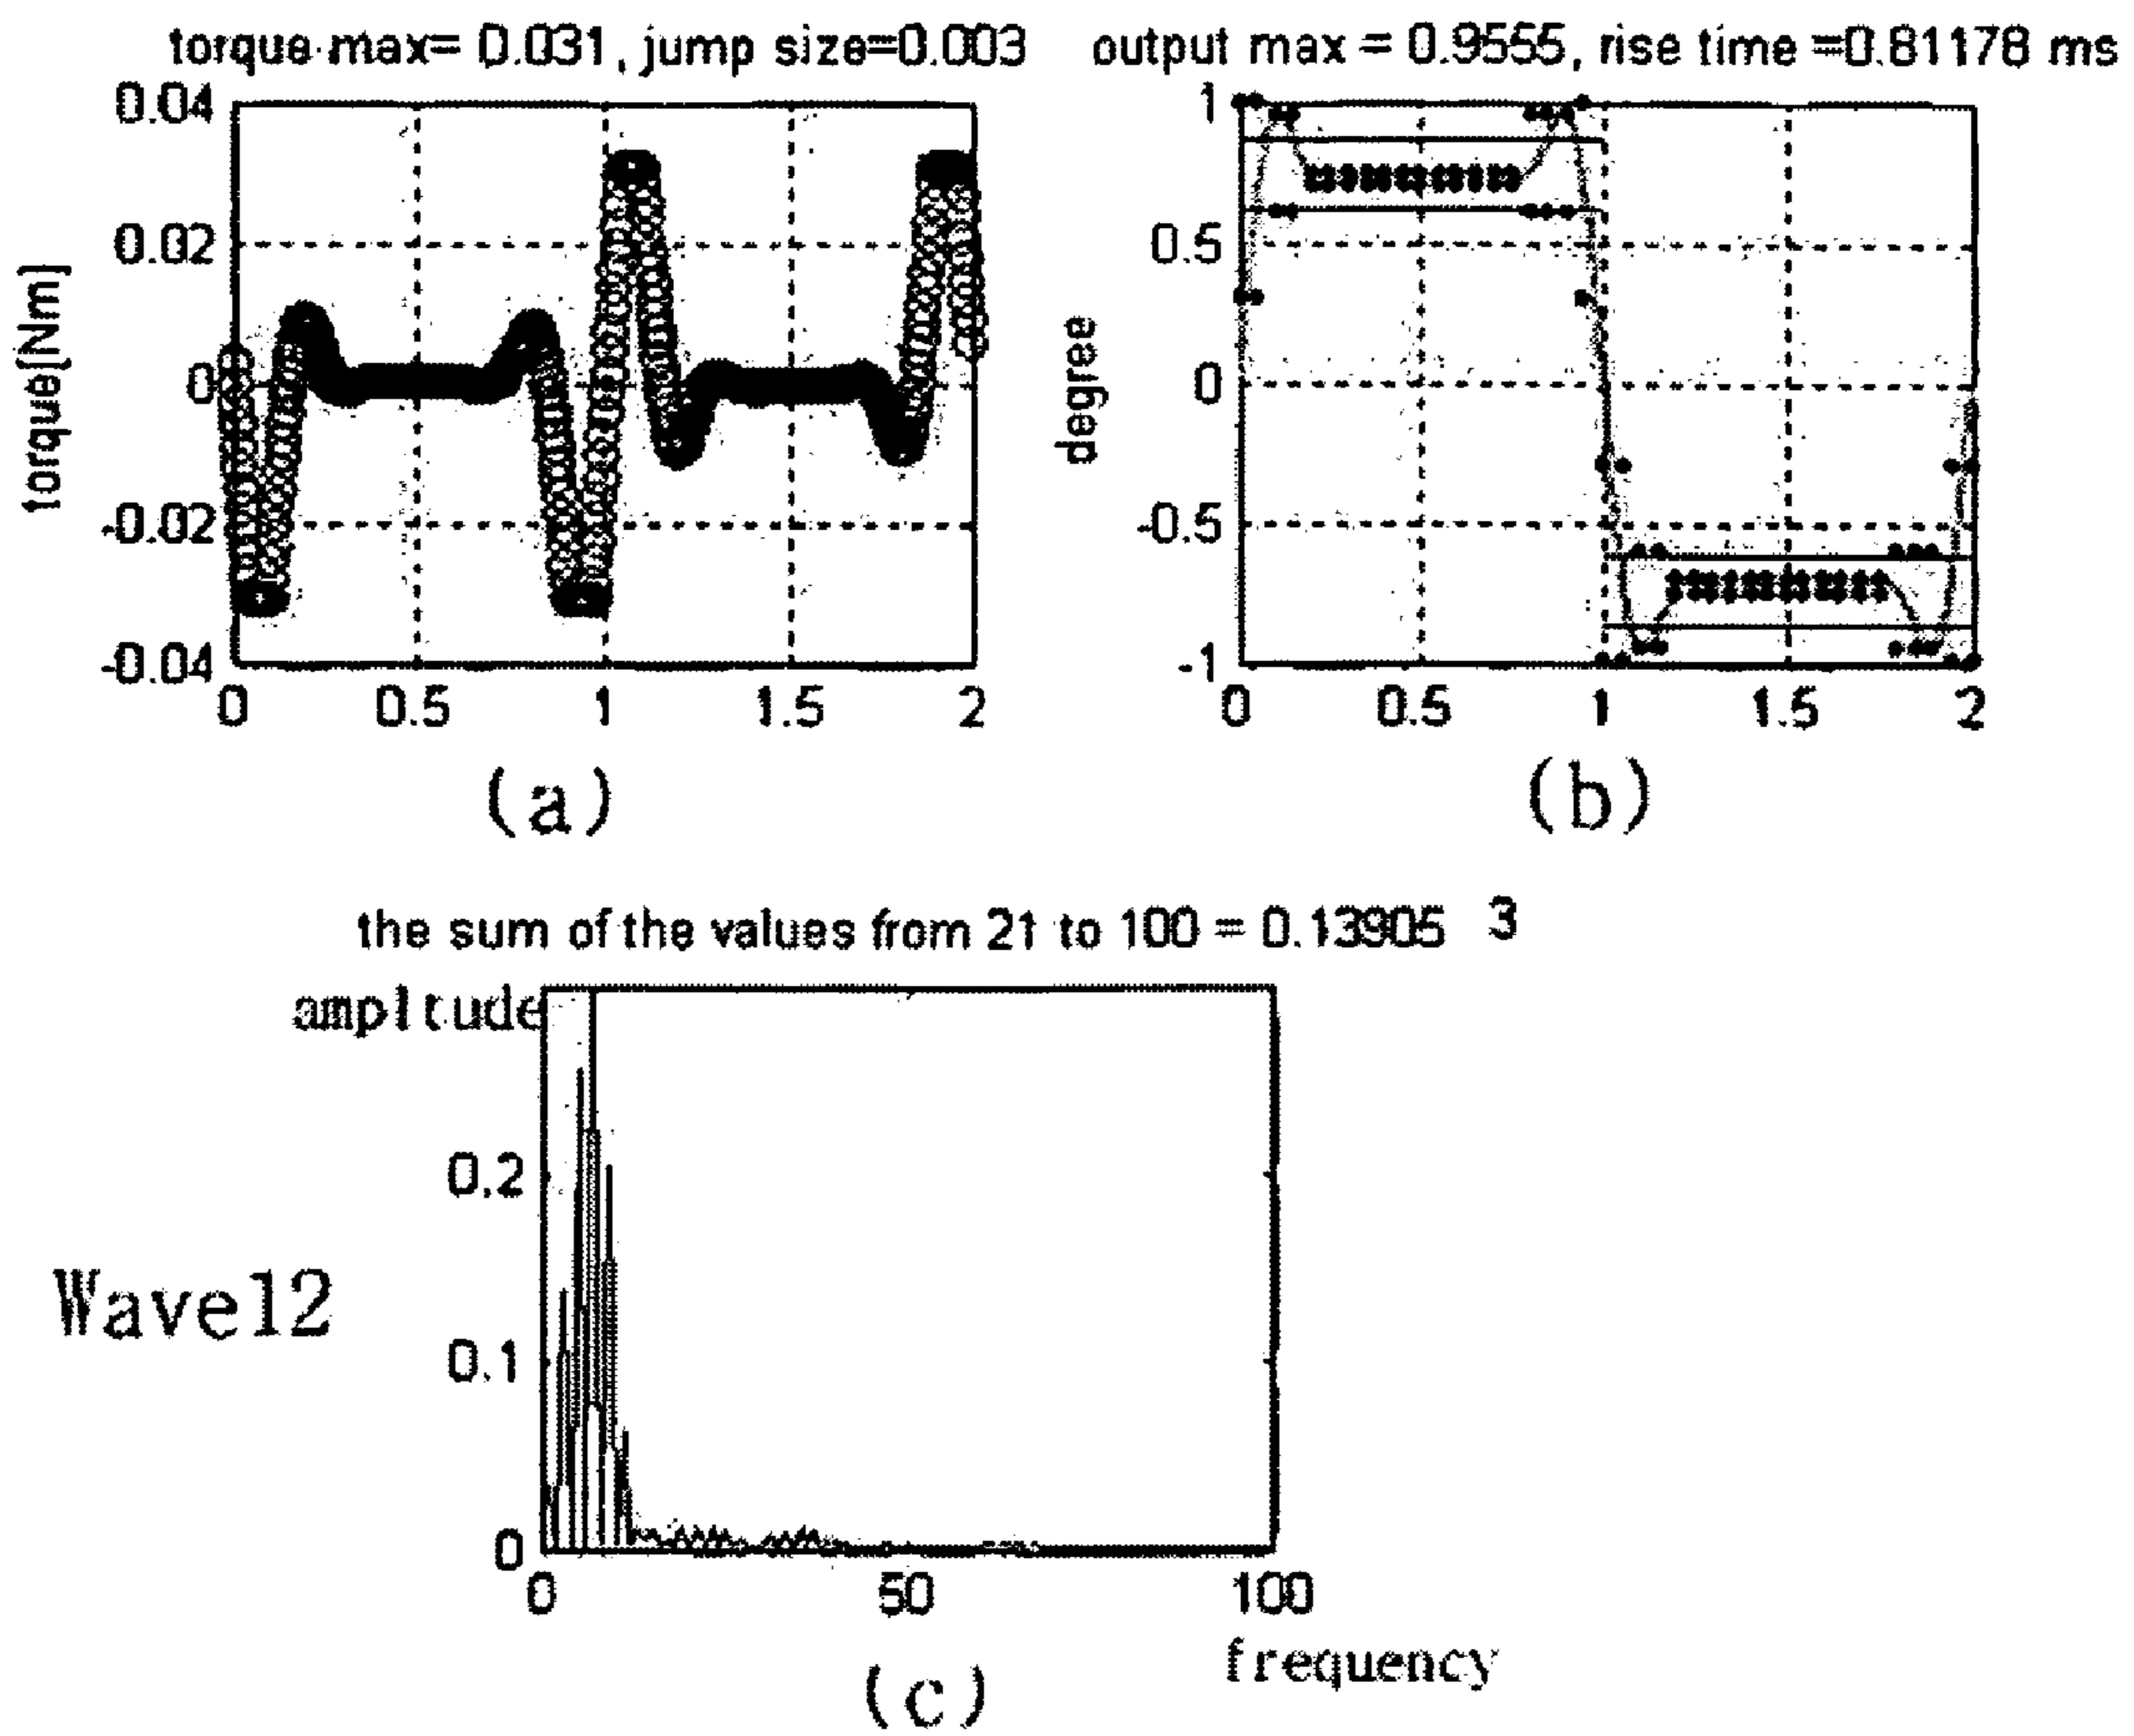 torque max= 0.031, jump size=0.003
output max = 0.9555, rise time =0.81178 ms
0.04
0.02
0
-0.02
-0.04
torque[Nm]
0 0.5 1 1.5 2
(a)
1
0.5
0
-0.5
-1
degree
0 0.5 1 1.5 2
(b)
the sum of the values from 21 to 100 = 0.13905 3
amplitude
0.2
0.1
0
Wave12
0 50 100
frequency
(c)